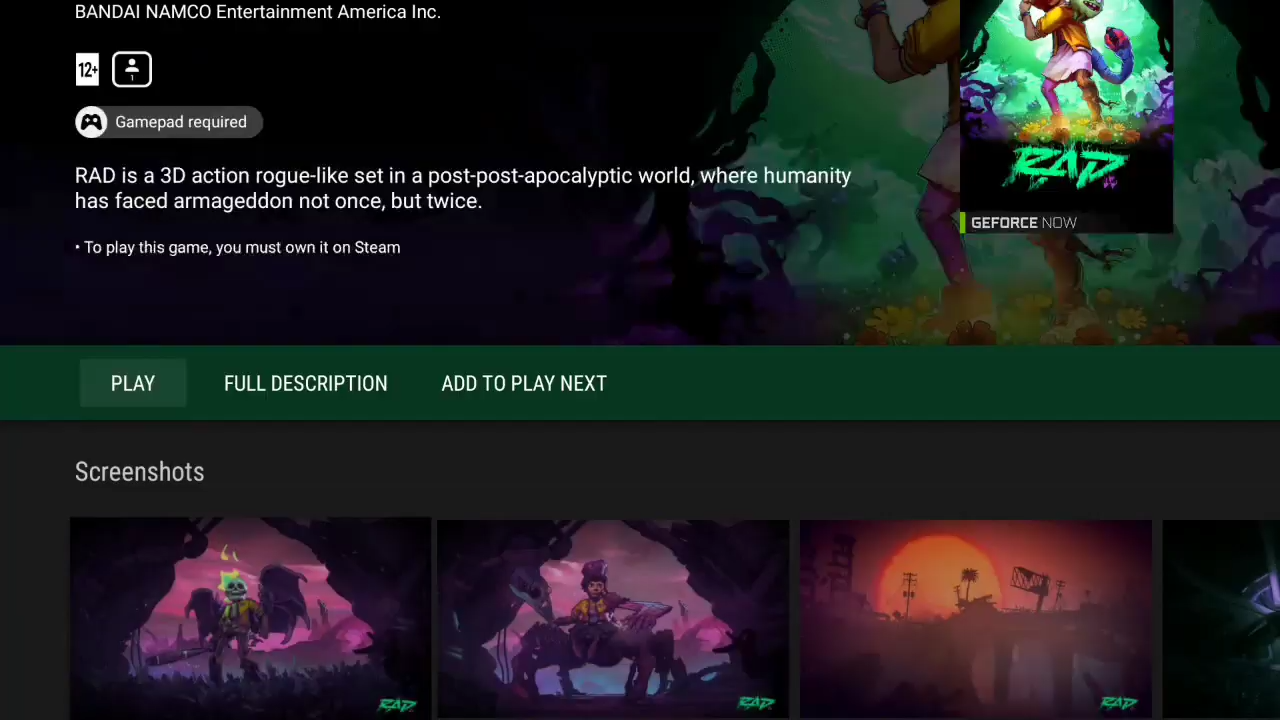 BANDAI NAMCO Entertainment America Inc.
12+
1
Gamepad required
RAD is a 3D action rogue-like set in a post-post-apocalyptic world, where humanity
has faced armageddon not once, but twice.
• To play this game, you must own it on Steam
RAD
GEFORCE NOW
PLAY
FULL DESCRIPTION
ADD TO PLAY NEXT
Screenshots
RAD
RAD
RAD